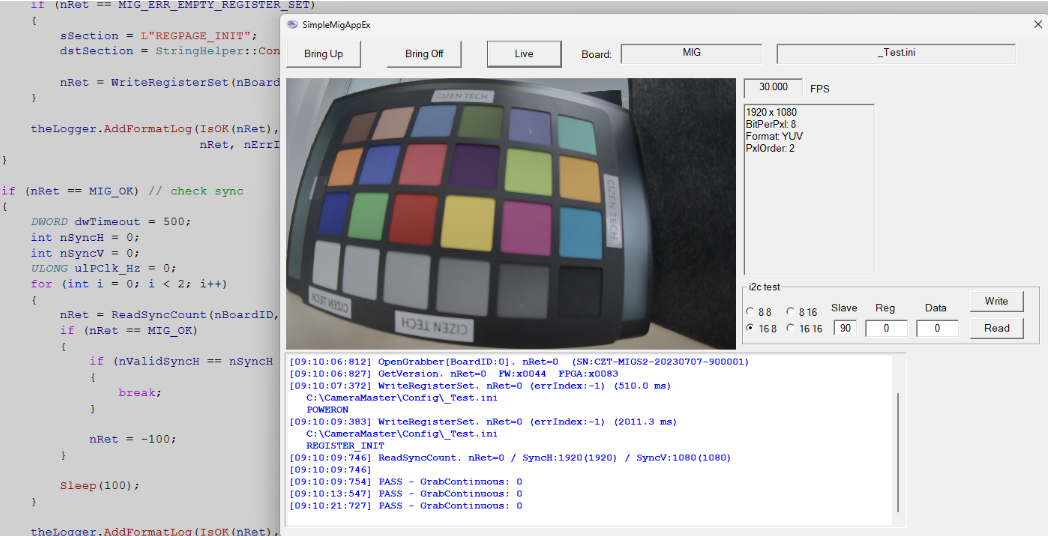 if (nRet == MIG_ERR_EMPTY_REGISTER_SET)
{
sSection = L"REGPAGE_INIT";
dstSection = StringHelper::Con
nRet = WriteRegisterSet(nBoard
}
theLogger.AddFormatLog(IsOK(nRet),
nRet, nErrI
}
if (nRet == MIG_OK) // check sync
{
DWORD dwTimeout = 500;
int nSyncH = 0;
int nSyncV = 0;
ULONG ulPClk_Hz = 0;
for (int i = 0; i < 2; i++)
{
nRet = ReadSyncCount(nBoardID,
if (nRet == MIG_OK)
{
if (nValidSyncH == nSyncH
{
break;
}
nRet = -100;
}
Sleep(100);
}
theLogger.AddFormatLog(IsOK(nRet),
SimpleMigAppEx
Bring Up
Bring Off
Live
Board:
MIG
_Test.ini
CIZEN TECH
CIZEN TECH
CIZEN TECH
CIZEN TECH
30.000
FPS
1920 x 1080
BitPerPxl: 8
Format: YUV
PxlOrder: 2
i2c test
8 8
8 16
Slave
Reg
Data
Write
16 8
16 16
90
0
0
Read
[09:10:06:812] OpenGrabber[BoardID:0]. nRet=0 (SN:CZT-MIGS2-20230707-900001)
[09:10:06:827] GetVersion. nRet=0 FW:x0044 FPGA:x0083
[09:10:07:372] WriteRegisterSet. nRet=0 (errIndex:-1) (510.0 ms)
C:\CameraMaster\Config\_Test.ini
POWERON
[09:10:09:383] WriteRegisterSet. nRet=0 (errIndex:-1) (2011.3 ms)
C:\CameraMaster\Config\_Test.ini
REGISTER_INIT
[09:10:09:746] ReadSyncCount. nRet=0 / SyncH:1920(1920) / SyncV:1080(1080)
[09:10:09:746]
[09:10:09:754] PASS - GrabContinuous: 0
[09:10:13:547] PASS - GrabContinuous: 0
[09:10:21:727] PASS - GrabContinuous: 0